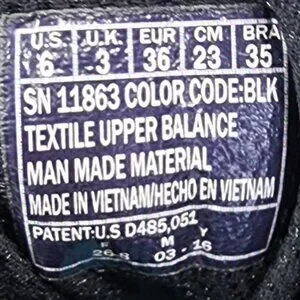 U.S. U.K. EUR CM BRA
6 3 36 23 35
SN 11863 COLOR CODE:BLK
TEXTILE UPPER BALANCE
MAN MADE MATERIAL
MADE IN VIETNAM/HECHO EN VIETNAM
PATENT:U.S D485,051
F M Y
26-8 03-16